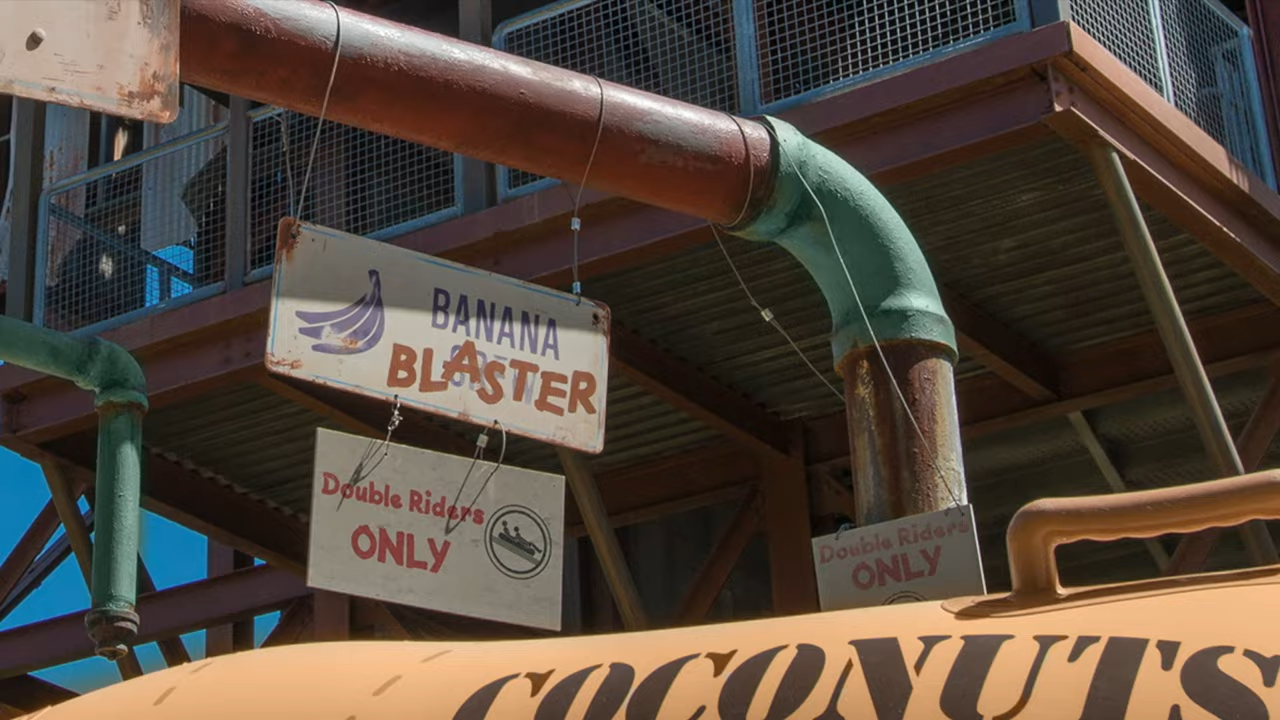 BANANA
BLASTER
Double Riders
ONLY
Double Riders
ONLY
COCONUTS